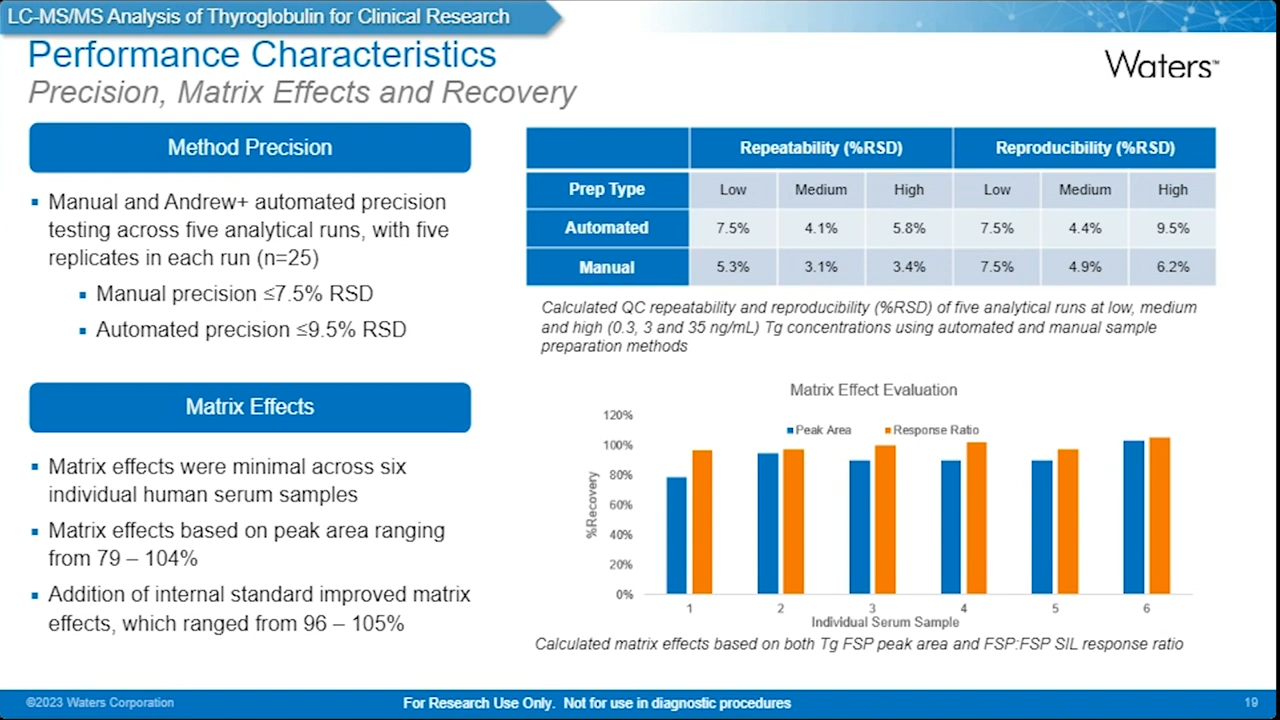 LC-MS/MS Analysis of Thyroglobulin for Clinical Research
Performance Characteristics
Precision, Matrix Effects and Recovery
Waters™
Method Precision
▪ Manual and Andrew+ automated precision
testing across five analytical runs, with five
replicates in each run (n=25)
▪ Manual precision ≤7.5% RSD
▪ Automated precision ≤9.5% RSD
Matrix Effects
▪ Matrix effects were minimal across six
individual human serum samples
▪ Matrix effects based on peak area ranging
from 79 – 104%
▪ Addition of internal standard improved matrix
effects, which ranged from 96 – 105%
Repeatability (%RSD) Reproducibility (%RSD)
Prep Type Low Medium High Low Medium High
Automated 7.5% 4.1% 5.8% 7.5% 4.4% 9.5%
Manual 5.3% 3.1% 3.4% 7.5% 4.9% 6.2%
Calculated QC repeatability and reproducibility (%RSD) of five analytical runs at low, medium
and high (0.3, 3 and 35 ng/mL) Tg concentrations using automated and manual sample
preparation methods
Matrix Effect Evaluation
Peak Area Response Ratio
%Recovery
120%
100%
80%
60%
40%
20%
0%
1 2 3 4 5 6
Individual Serum Sample
Calculated matrix effects based on both Tg FSP peak area and FSP:FSP SIL response ratio
©2023 Waters Corporation
For Research Use Only. Not for use in diagnostic procedures
19